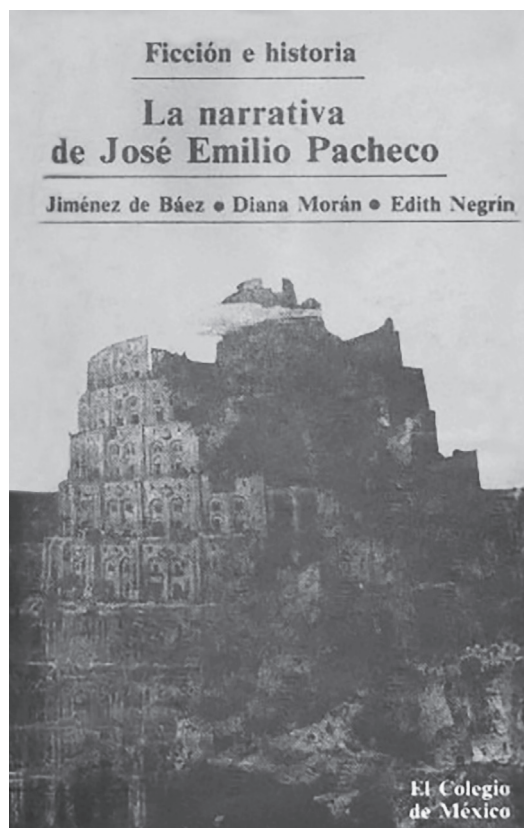 Ficción e historia
La narrativa
de José Emilio Pacheco
Jiménez de Báez • Diana Morán • Edith Negrín
El Colegio
de México